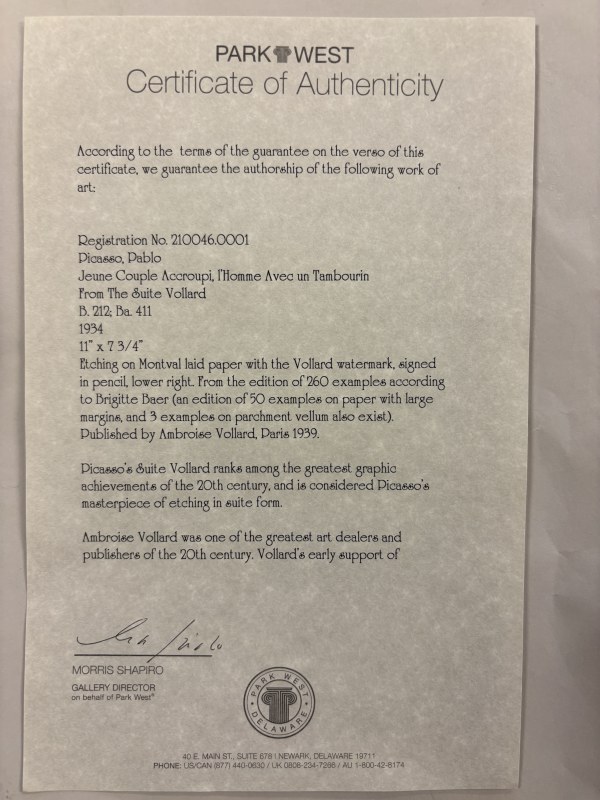 PARK WEST
Certificate of Authenticity
According to the terms of the guarantee on the verso of this
certificate, we guarantee the authorship of the following work of
art:
Registration No. 210046.0001
Picasso, Pablo
Jeune Couple Accroupi, l'Homme Avec un Tambourin
From The Suite Vollard
B. 212; Ba. 411
1934
11" x 7 3/4"
Etching on Montval laid paper with the Vollard watermark, signed
in pencil, lower right. From the edition of 260 examples according
to Brigitte Baer (an edition of 50 examples on paper with large
margins, and 3 examples on parchment vellum also exist).
Published by Ambroise Vollard, Paris 1939.
Picasso's Suite Vollard ranks among the greatest graphic
achievements of the 20th century, and is considered Picasso's
masterpiece of etching in suite form.
Ambroise Vollard was one of the greatest art dealers and
publishers of the 20th century. Vollard's early support of
MORRIS SHAPIRO
GALLERY DIRECTOR
on behalf of Park West®
PARK WEST
DELAWARE
40 E. MAIN ST., SUITE 678 | NEWARK, DELAWARE 19711
PHONE: US/CAN (877) 440-0630 / UK 0808-234-7266 / AU 1-800-42-8174